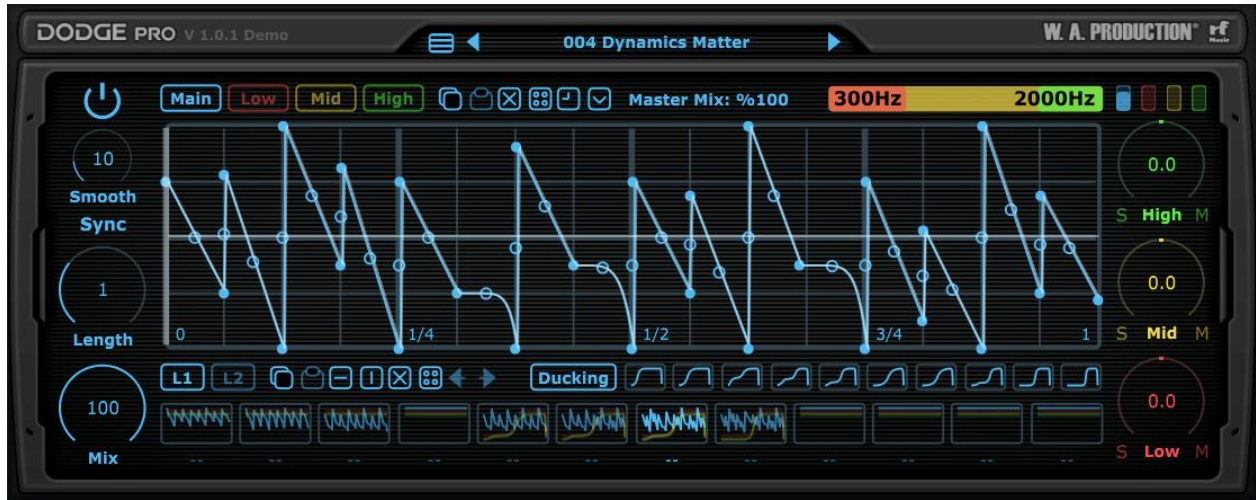 DODGE PRO V 1.0.1 Demo
004 Dynamics Matter
W. A. PRODUCTION®
rf Music
Main Low Mid High
Master Mix: %100
300Hz 2000Hz
10
Smooth
Sync
1
Length
100
Mix
0 1/4 1/2 3/4 1
L1 L2
Ducking
-- -- -- -- -- -- -- -- -- -- -- --
0.0
S High M
0.0
S Mid M
0.0
S Low M